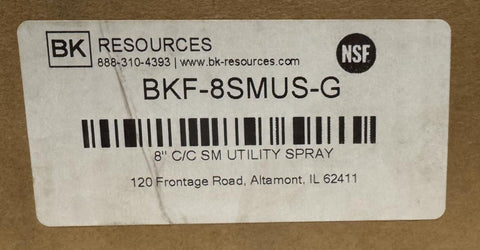 BK RESOURCES
888-310-4393 | www.bk-resources.com
NSF
BKF-8SMUS-G
8" C/C SM UTILITY SPRAY
120 Frontage Road, Altamont, IL 62411